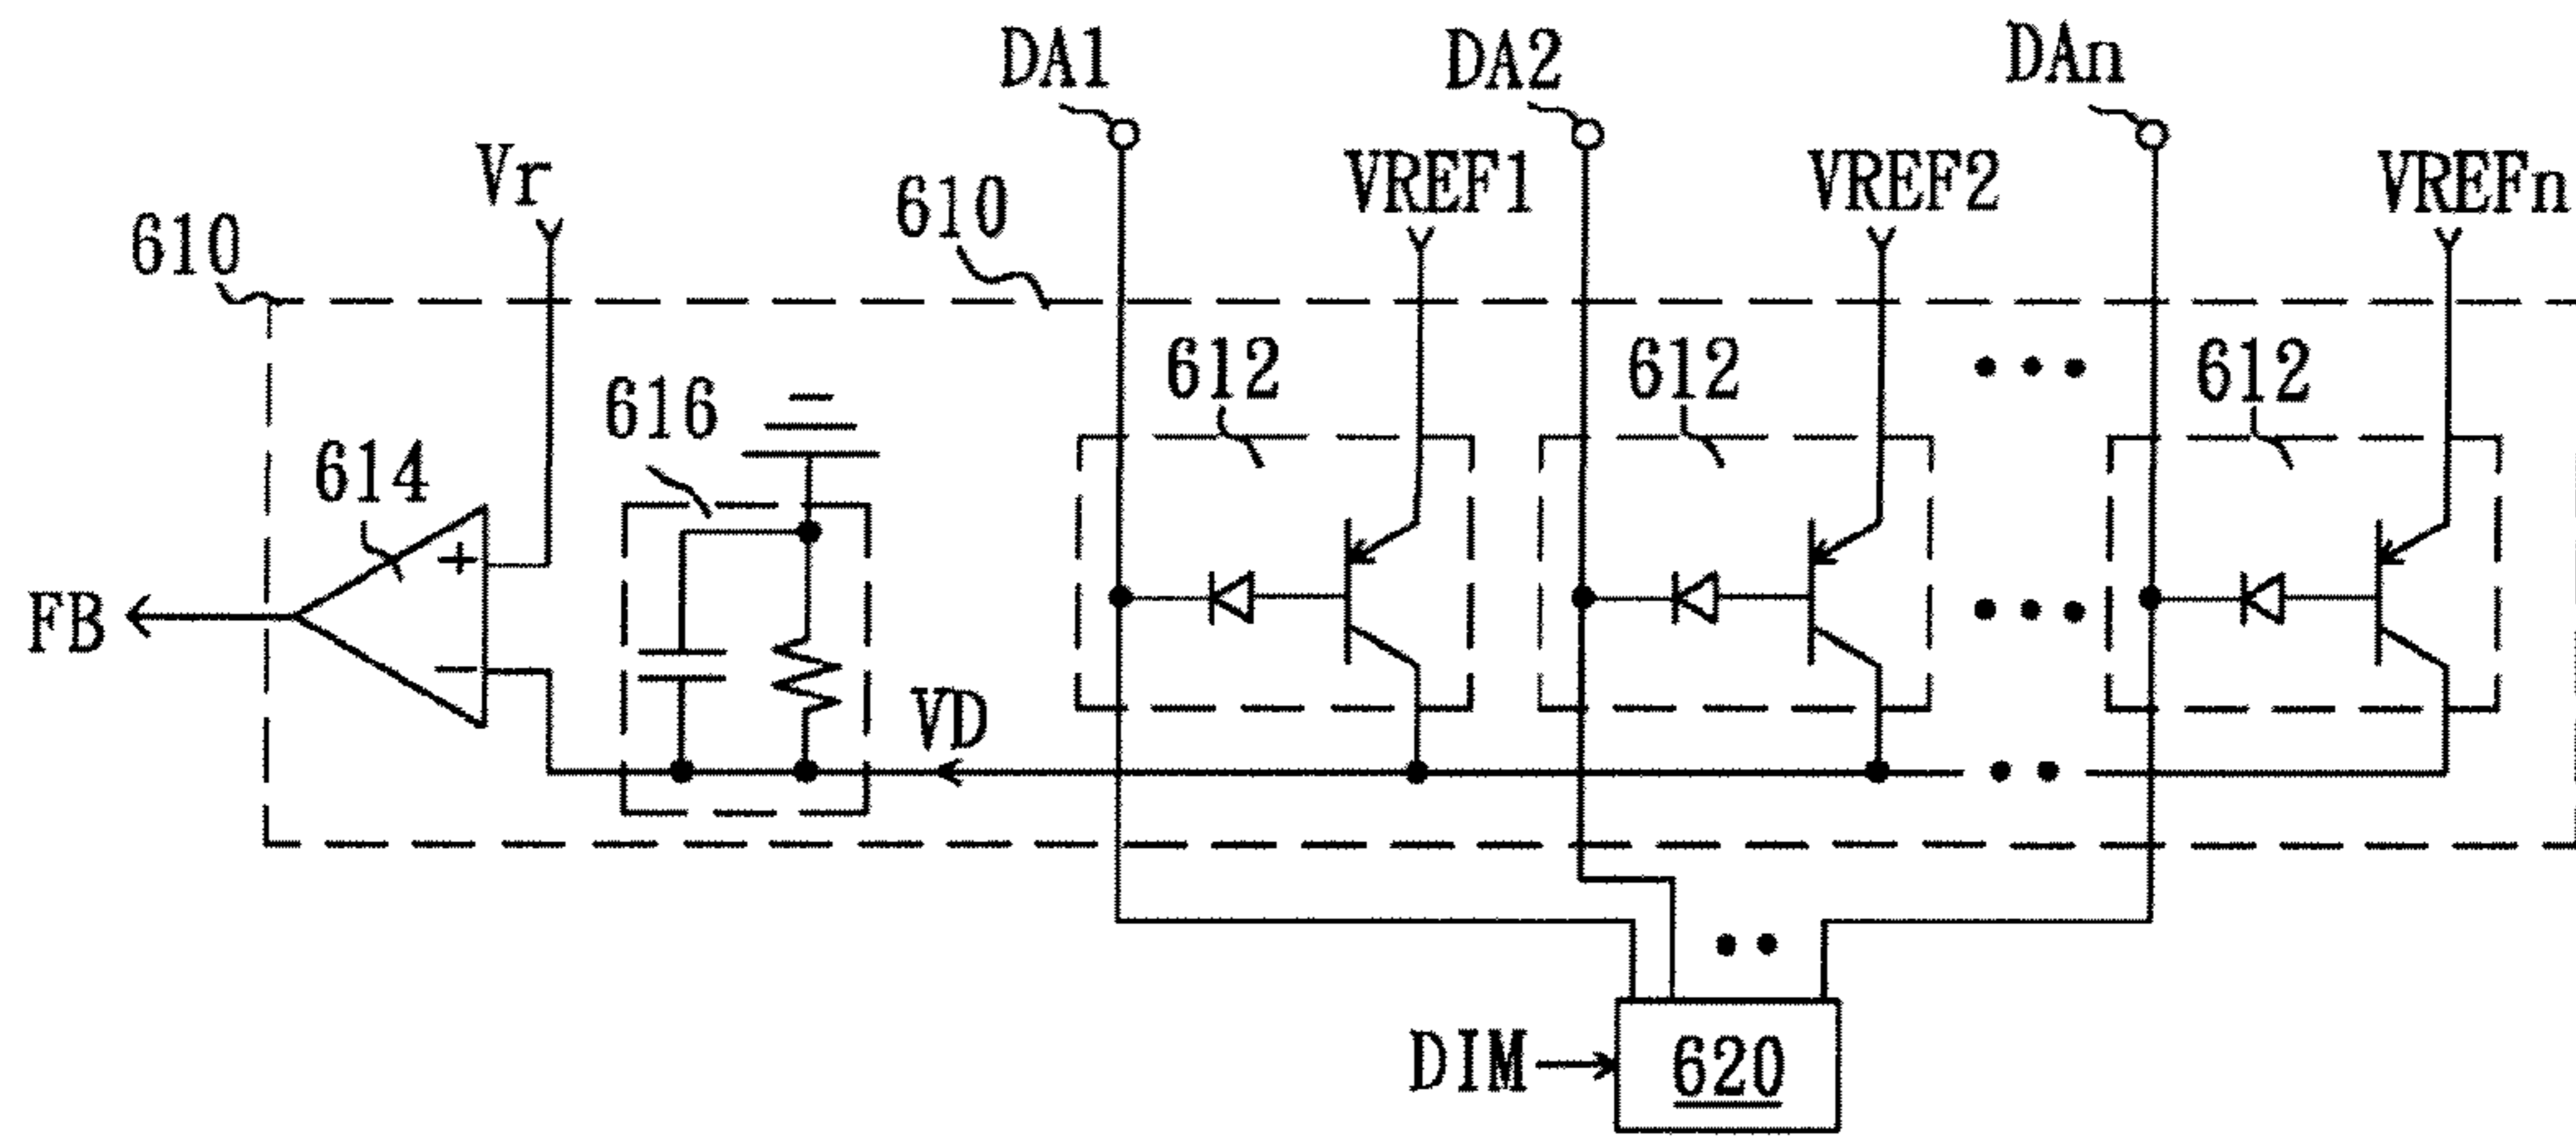 DA1
DA2
DAn
Vr
610
610
VREF1
VREF2
VREFn
612
612
612
616
614
+
FB
−
VD
DIM
620